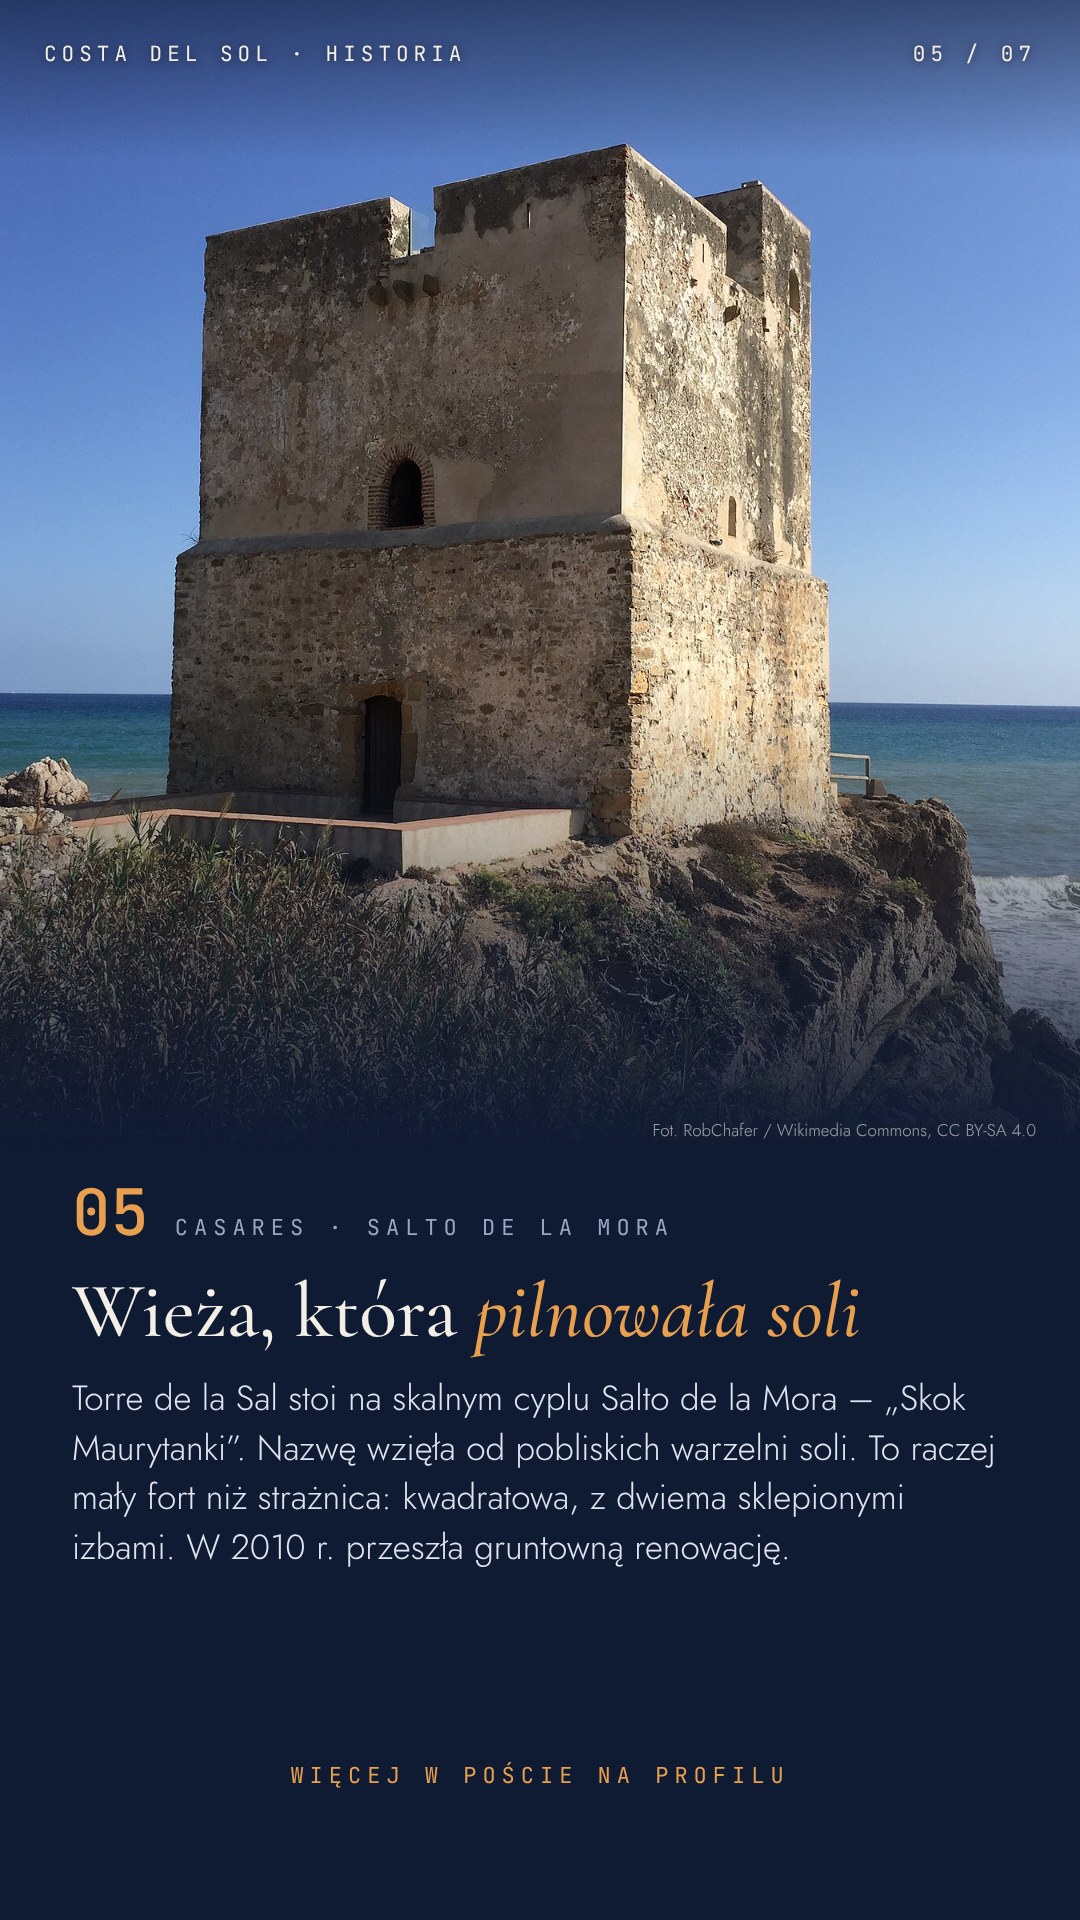 COSTA DEL SOL · HISTORIA
05 / 07
Fot. RobChafer / Wikimedia Commons, CC BY-SA 4.0
05 CASARES · SALTO DE LA MORA
Wieża, która pilnowała soli
Torre de la Sal stoi na skalnym cyplu Salto de la Mora – „Skok
Maurytanki”. Nazwę wzięła od pobliskich warzelni soli. To raczej
mały fort niż strażnica: kwadratowa, z dwiema sklepionymi
izbami. W 2010 r. przeszła gruntowną renowację.
WIĘCEJ W POŚCIE NA PROFILU